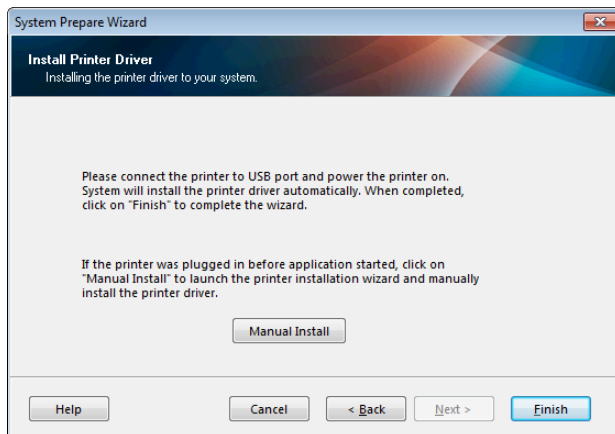 System Prepare Wizard
Install Printer Driver
Installing the printer driver to your system.
Please connect the printer to USB port and power the printer on.
System will install the printer driver automatically. When completed,
click on "Finish" to complete the wizard.
If the printer was plugged in before application started, click on
"Manual Install" to launch the printer installation wizard and manually
install the printer driver.
Manual Install
Help
Cancel
< Back
Next >
Finish